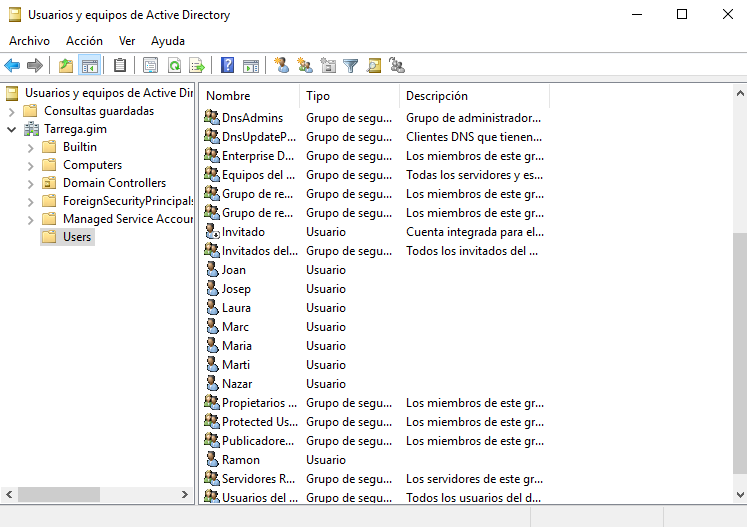 Usuarios y equipos de Active Directory
Archivo Acción Ver Ayuda
Usuarios y equipos de Active Dir
Consultas guardadas
Tarrega.gim
Builtin
Computers
Domain Controllers
ForeignSecurityPrincipals
Managed Service Accour
Users
Nombre Tipo Descripción
DnsAdmins Grupo de segu... Grupo de administrador...
DnsUpdateP... Grupo de segu... Clientes DNS que tienen...
Enterprise D... Grupo de segu... Los miembros de este gr...
Equipos del ... Grupo de segu... Todas los servidores y es...
Grupo de re... Grupo de segu... Los miembros de este gr...
Grupo de re... Grupo de segu... Los miembros de este gr...
Invitado Usuario Cuenta integrada para el...
Invitados del... Grupo de segu... Todos los invitados del ...
Joan Usuario
Josep Usuario
Laura Usuario
Marc Usuario
Maria Usuario
Marti Usuario
Nazar Usuario
Propietarios ... Grupo de segu... Los miembros de este gr...
Protected Us... Grupo de segu... Los miembros de este gr...
Publicadore... Grupo de segu... Los miembros de este gr...
Ramon Usuario
Servidores R... Grupo de segu... Los servidores de este gr...
Usuarios del ... Grupo de segu... Todos los usuarios del d...